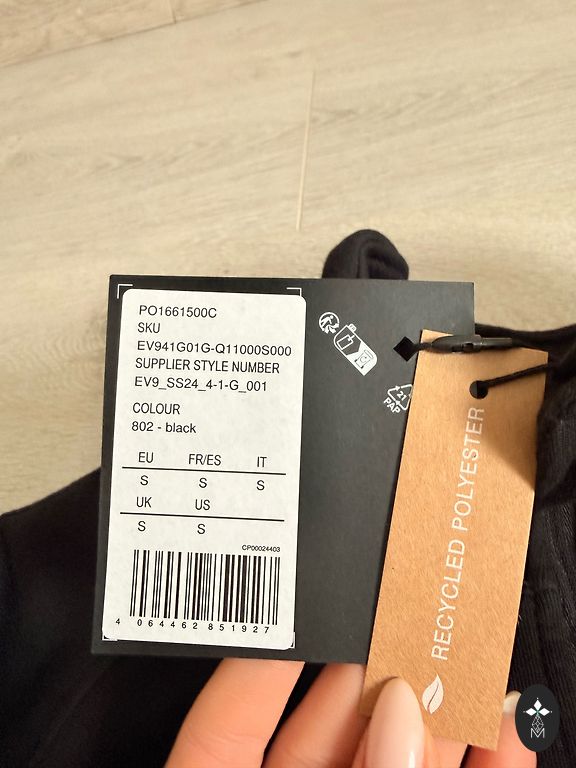 PO1661500C
SKU
EV941G01G-Q11000S000
SUPPLIER STYLE NUMBER
EV9_SS24_4-1-G_001
COLOUR
802 - black
EU FR/ES IT
S S S
UK US
S S
CP00024403
4 064462 851927
21
PAP
RECYCLED POLYESTER
M